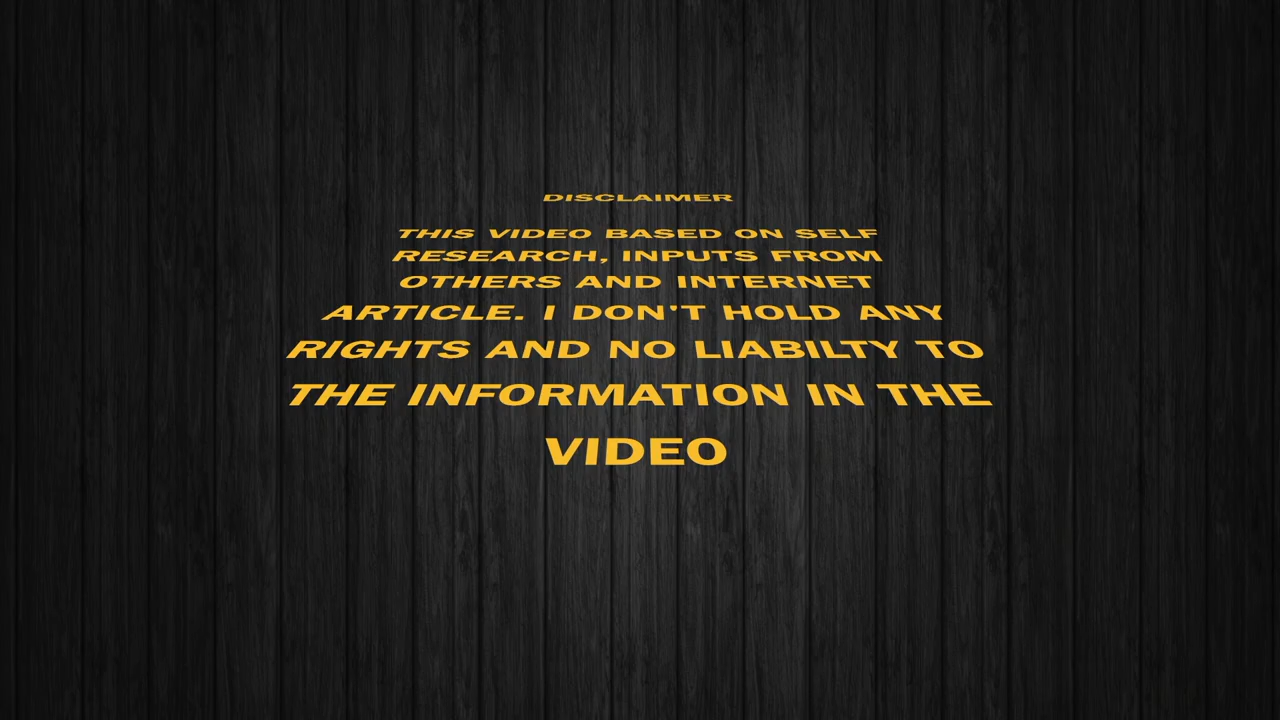 DISCLAIMER
THIS VIDEO BASED ON SELF
RESEARCH, INPUTS FROM
OTHERS AND INTERNET
ARTICLE. I DON'T HOLD ANY
RIGHTS AND NO LIABILTY TO
THE INFORMATION IN THE
VIDEO